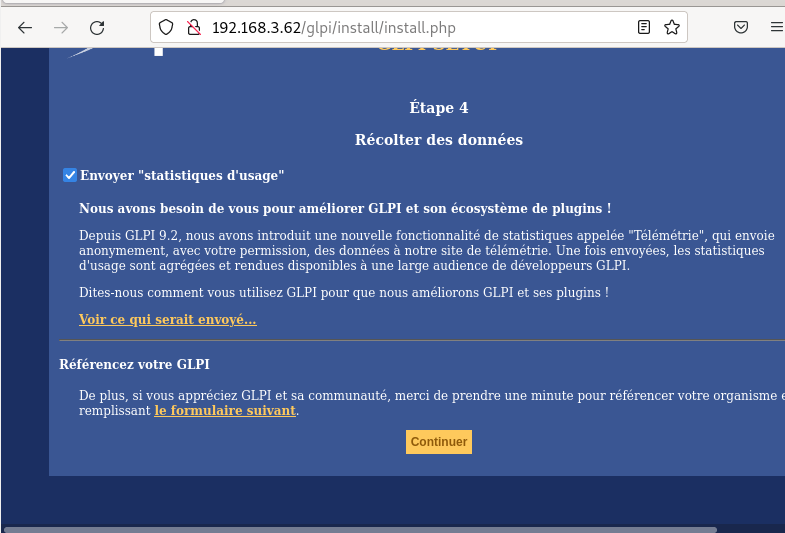 192.168.3.62/glpi/install/install.php
GLPI SETUP
Étape 4
Récolter des données
Envoyer "statistiques d'usage"
Nous avons besoin de vous pour améliorer GLPI et son écosystème de plugins !
Depuis GLPI 9.2, nous avons introduit une nouvelle fonctionnalité de statistiques appelée "Télémétrie", qui envoie
anonymement, avec votre permission, des données à notre site de télémétrie. Une fois envoyées, les statistiques
d'usage sont agrégées et rendues disponibles à une large audience de développeurs GLPI.
Dites-nous comment vous utilisez GLPI pour que nous améliorons GLPI et ses plugins !
Voir ce qui serait envoyé...
Référencez votre GLPI
De plus, si vous appréciez GLPI et sa communauté, merci de prendre une minute pour référencer votre organisme
remplissant le formulaire suivant.
Continuer